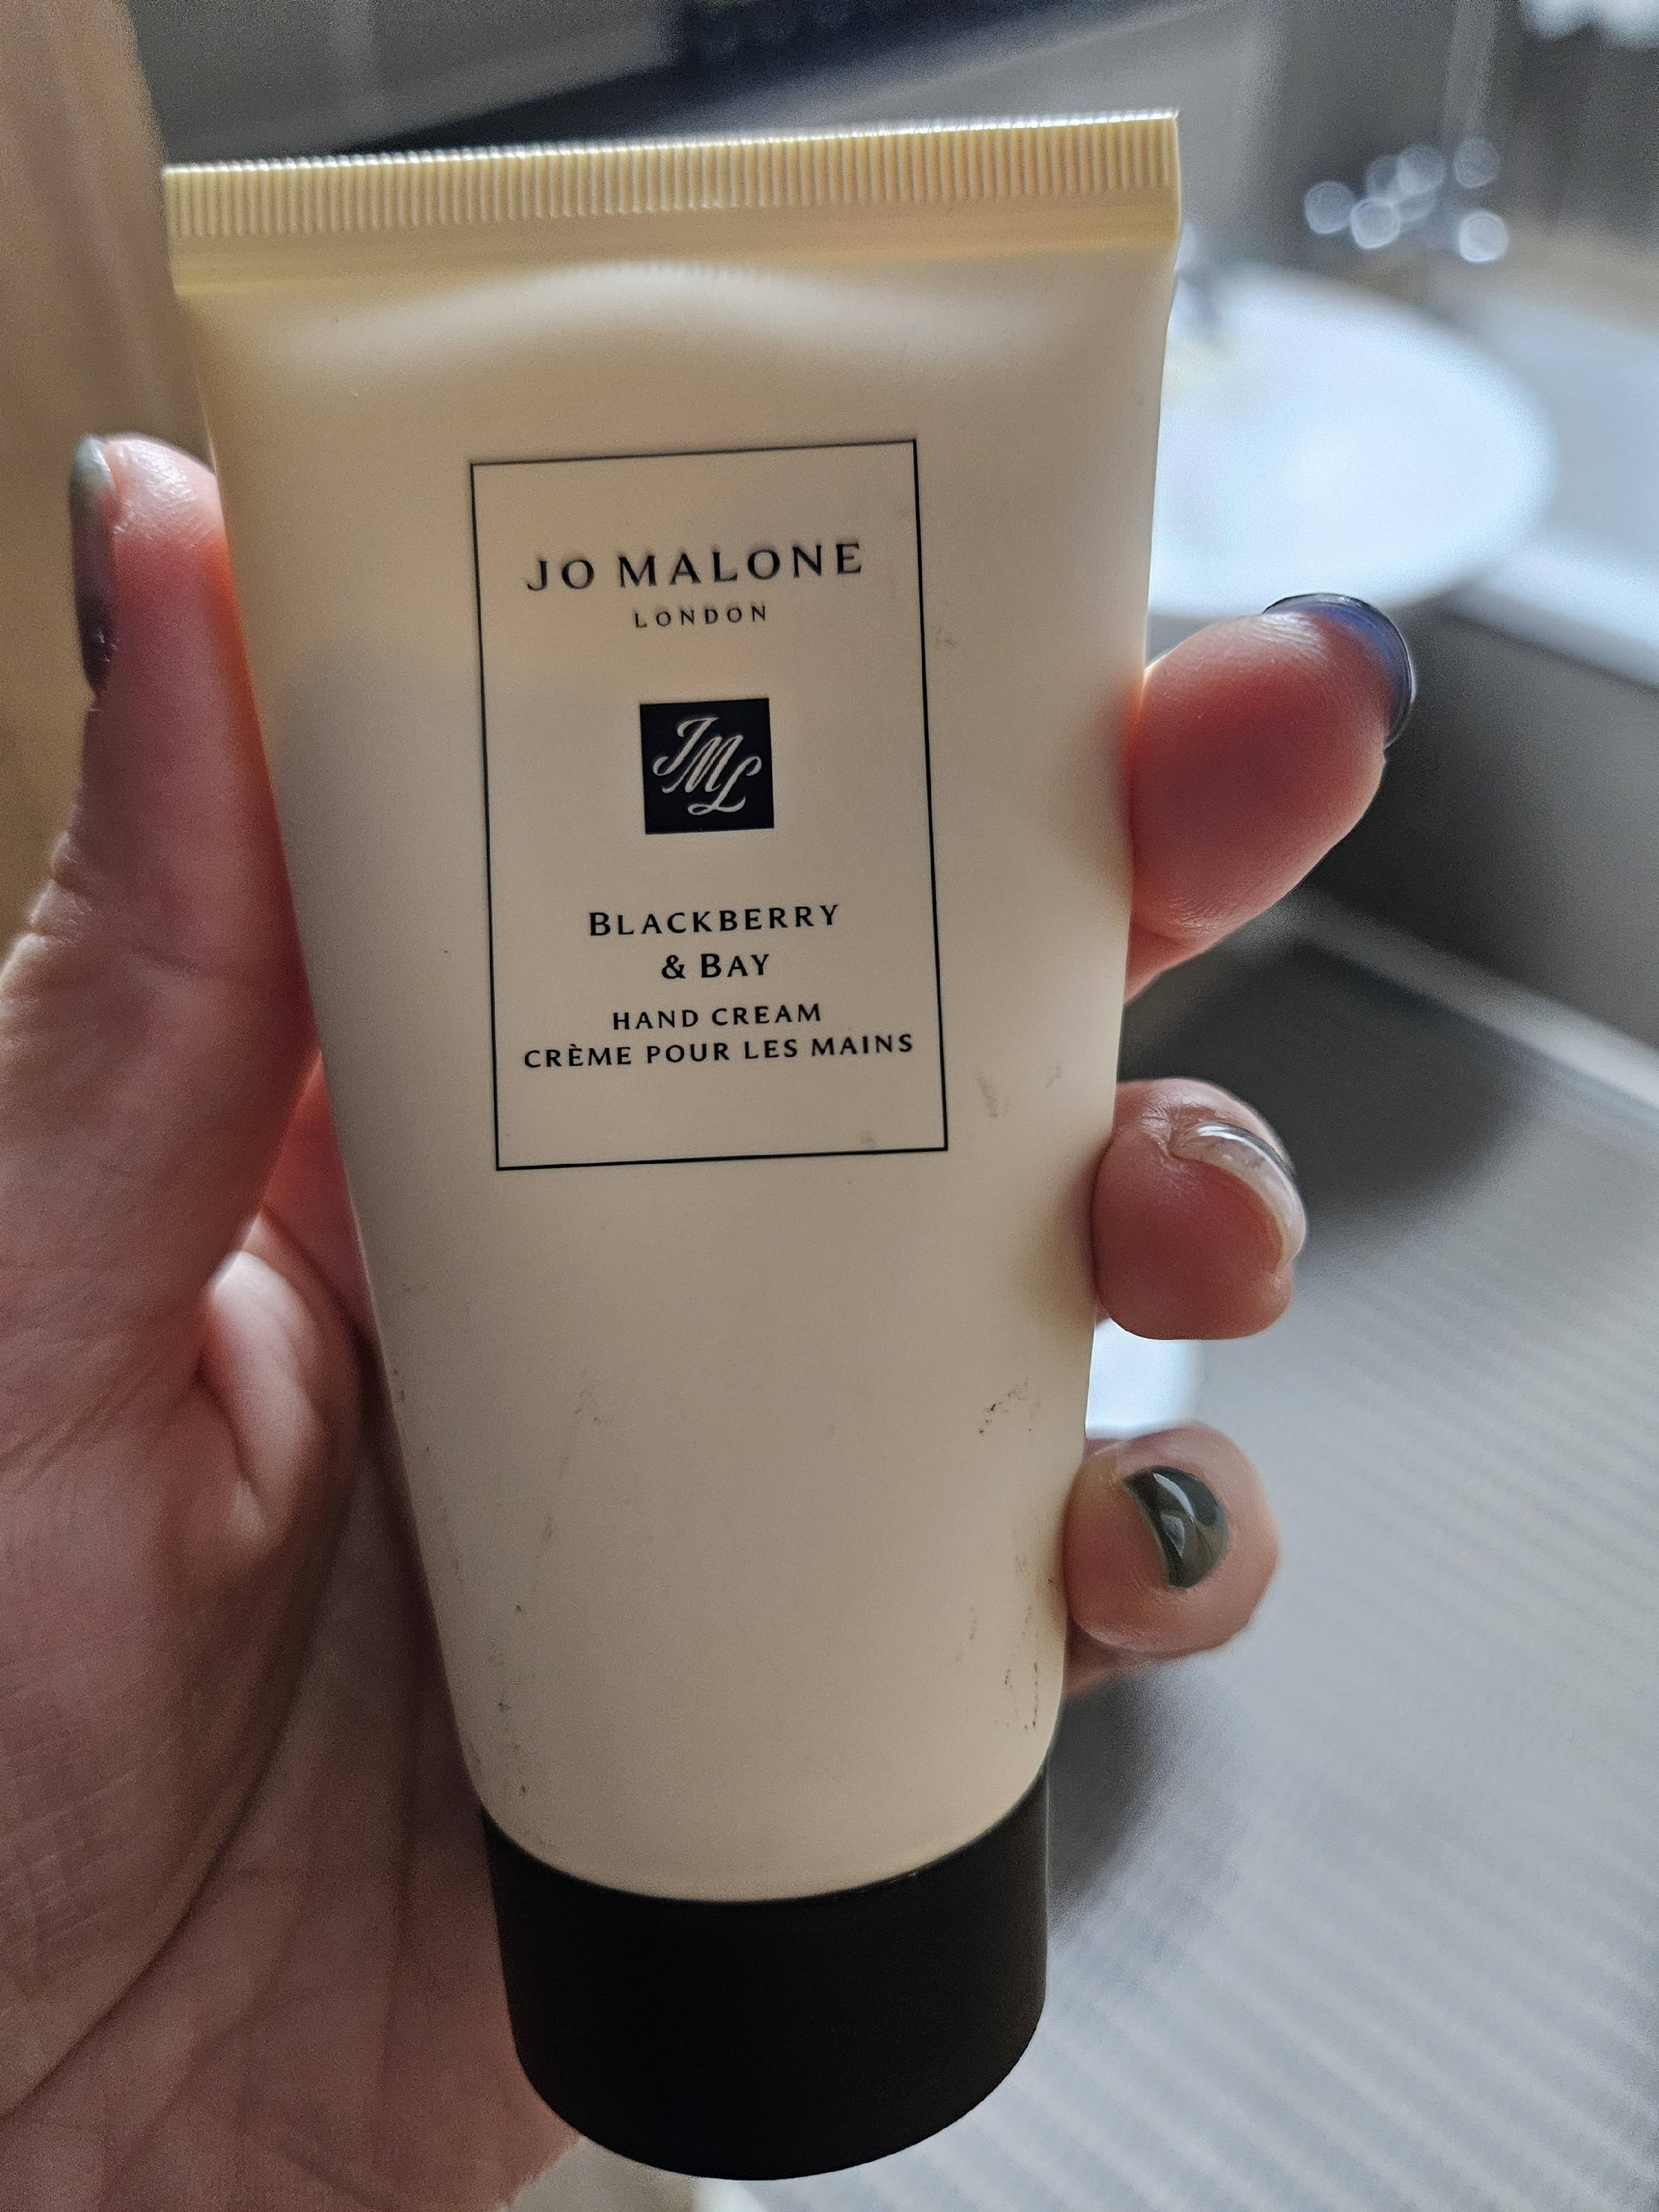 JO MALONE
LONDON
JML
BLACKBERRY
& BAY
HAND CREAM
CRÈME POUR LES MAINS